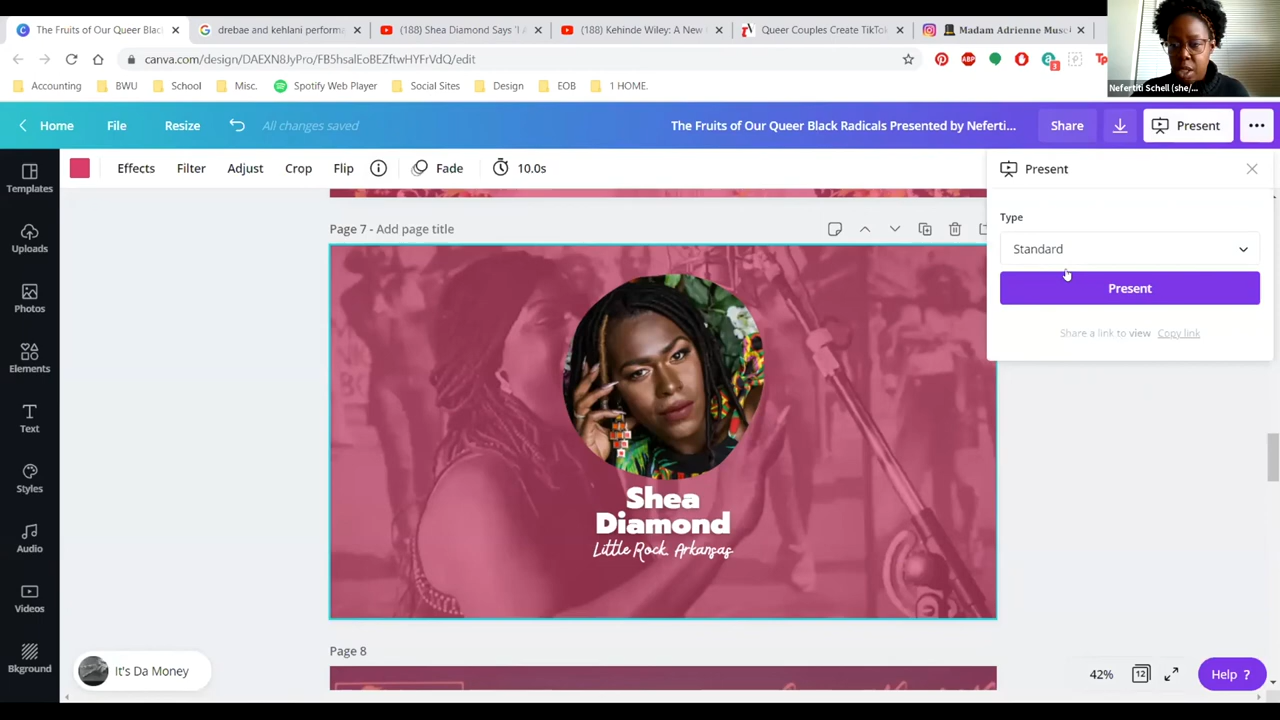 The Fruits of Our Queer Blac
drebae and kehlani performa
(188) Shea Diamond Says "
(188) Kehinde Wiley: A New
Queer Couples Create TikTo
Madam Adrienne Musc
canva.com/design/
/edit
ABP
3
Accounting
BWU
School
Misc.
Spotify Web Player
Social Sites
Design
EOB
1 HOME.
Nefertiti Schell (she/...
Home
File
Resize
All changes saved
The Fruits of Our Queer Black Radicals Presented by Neferti...
Share
Present
Effects
Filter
Adjust
Crop
Flip
Fade
10.0s
Present
Type
Standard
Present
Share a link to view Copy link
Templates
Uploads
Photos
Elements
Text
Styles
Audio
Videos
Bkground
Page 7 - Add page title
Shea
Diamond
Little Rock, Arkansas
Page 8
It's Da Money
42%
12
Help ?